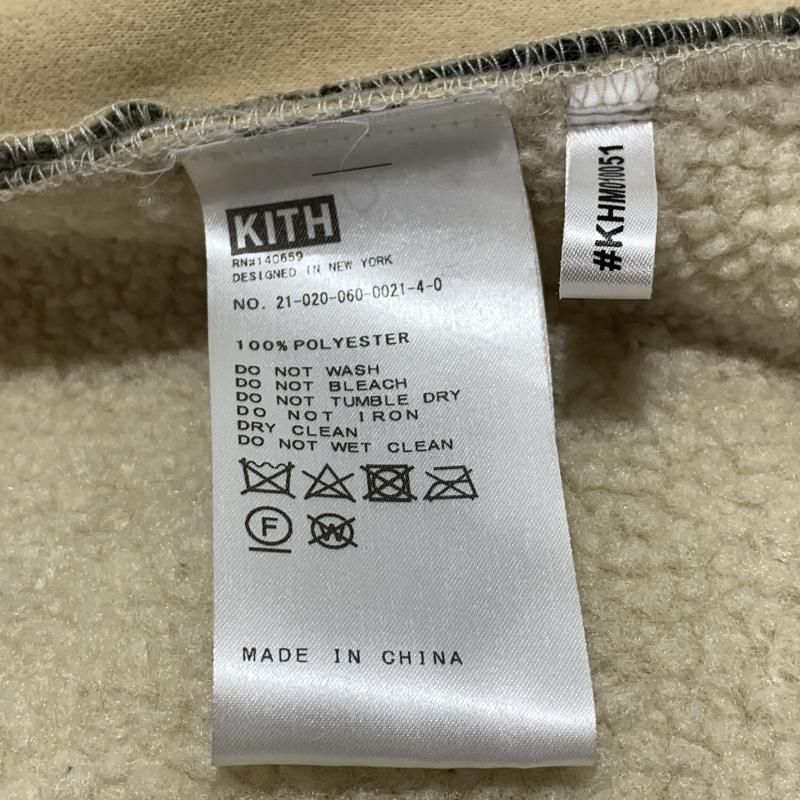 KITH
RN#140659
DESIGNED IN NEW YORK
NO. 21-020-060-0021-4-0
100% POLYESTER
DO NOT WASH
DO NOT BLEACH
DO NOT TUMBLE DRY
DO NOT IRON
DRY CLEAN
DO NOT WET CLEAN
F W
MADE IN CHINA
#KHM010051